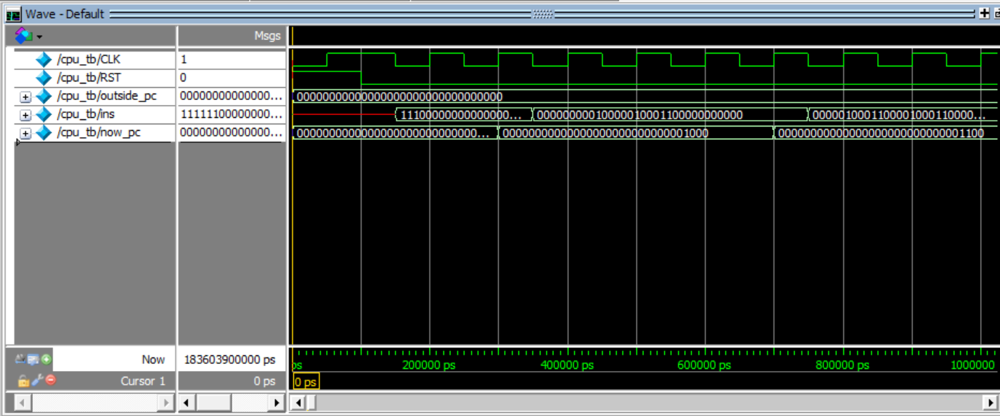 Wave - Default
Msgs
/cpu_tb/CLK 1
/cpu_tb/RST 0
/cpu_tb/outside_pc 00000000000000... 00000000000000000000000000000000
/cpu_tb/ins 11111100000000... 11100000000000000... 00000000010000010001100000000000 0000010001100001000110000...
/cpu_tb/now_pc 00000000000000... 0000000000000000000000000000... 00000000000000000000000000001000 00000000000000000000000000001100
Now 183603900000 ps ps 200000 ps 400000 ps 600000 ps 800000 ps 1000000
Cursor 1 0 ps 0 ps